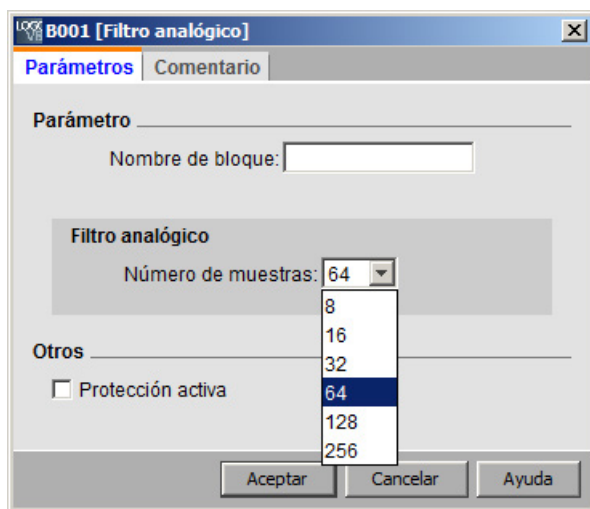 B001 [Filtro analógico]
Parámetros Comentario
Parámetro
Nombre de bloque:
Filtro analógico
Número de muestras: 64
8
16
32
64
128
256
Otros
Protección activa
Aceptar Cancelar Ayuda